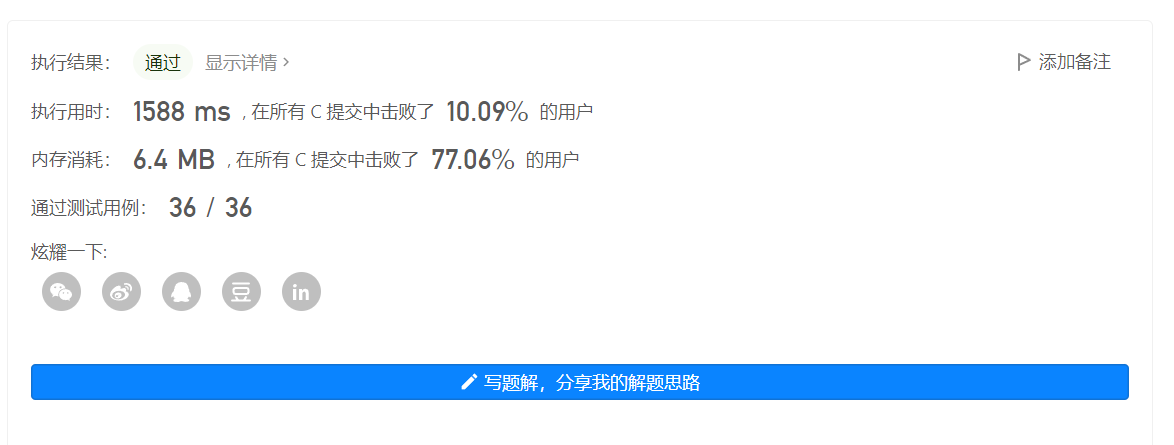 执行结果： 通过 显示详情 › 添加备注
执行用时： 1588 ms , 在所有 C 提交中击败了 10.09% 的用户
内存消耗： 6.4 MB , 在所有 C 提交中击败了 77.06% 的用户
通过测试用例： 36 / 36
炫耀一下:
豆 in
写题解，分享我的解题思路